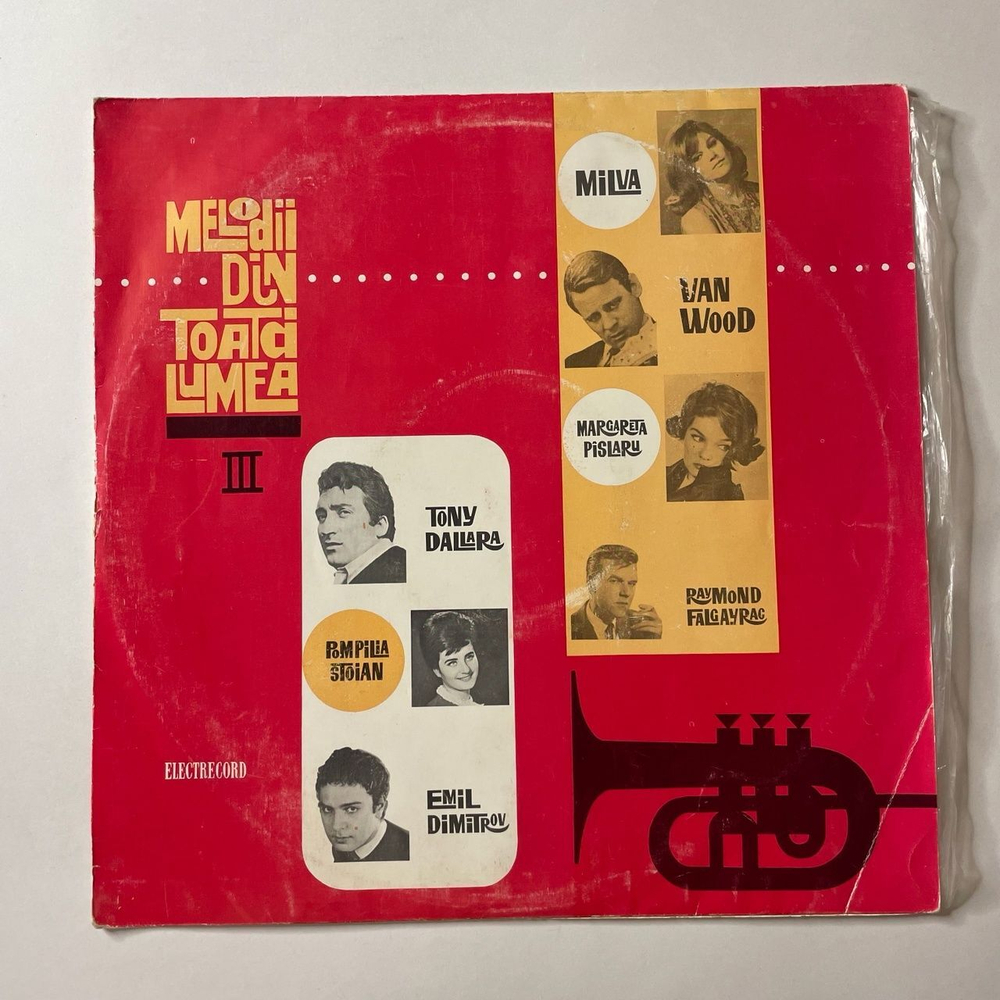 MELOdii
DiN
TOATĂ
LUMEA
III
TONY
DALLARA
POMPILIA
STOIAN
EMIL
DIMITROV
ELECTRECORD
MILVA
VAN
WOOD
MARGARETA
PISLARU
RAYMOND
FALGAYRAC